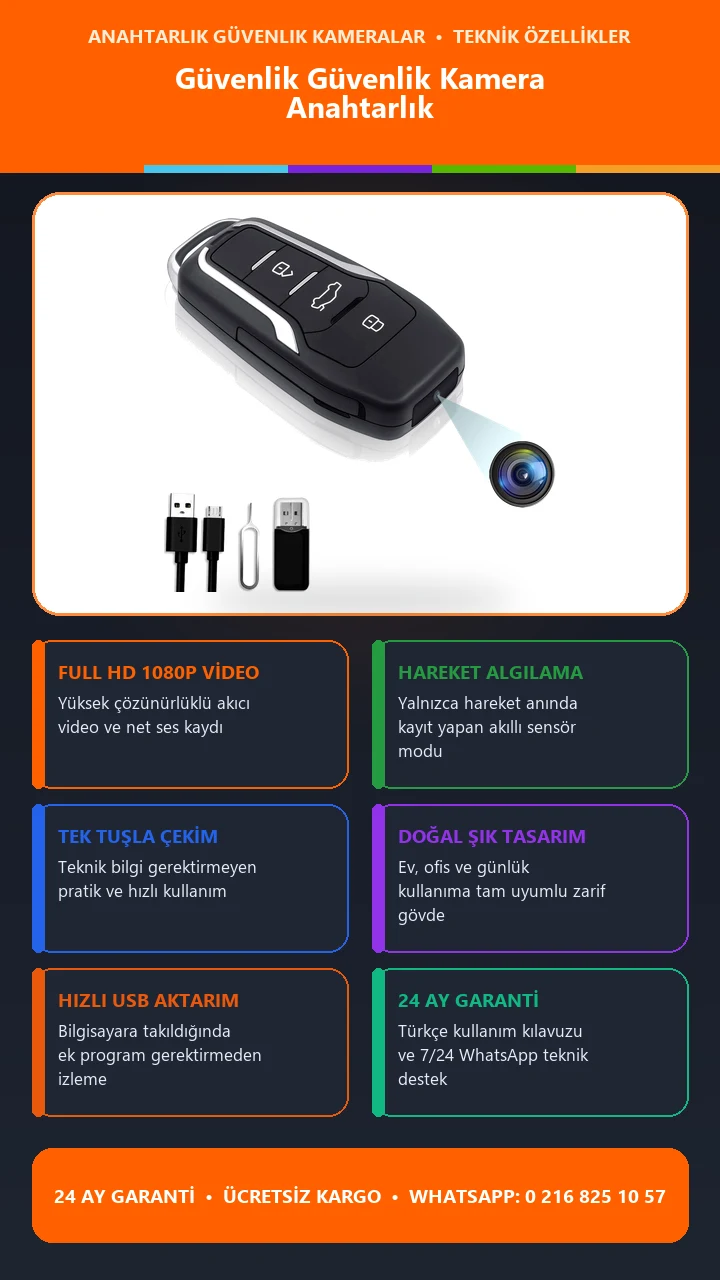 ANAHTARLIK GÜVENLIK KAMERALAR • TEKNİK ÖZELLİKLER
Güvenlik Güvenlik Kamera
Anahtarlık
FULL HD 1080P VİDEO
Yüksek çözünürlüklü akıcı
video ve net ses kaydı
HAREKET ALGILAMA
Yalnızca hareket anında
kayıt yapan akıllı sensör
modu
TEK TUŞLA ÇEKİM
Teknik bilgi gerektirmeyen
pratik ve hızlı kullanım
DOĞAL ŞIK TASARIM
Ev, ofis ve günlük
kullanıma tam uyumlu zarif
gövde
HIZLI USB AKTARIM
Bilgisayara takıldığında
ek program gerektirmeden
izleme
24 AY GARANTİ
Türkçe kullanım kılavuzu
ve 7/24 WhatsApp teknik
destek
24 AY GARANTİ • ÜCRETSİZ KARGO • WHATSAPP: 0 216 825 10 57